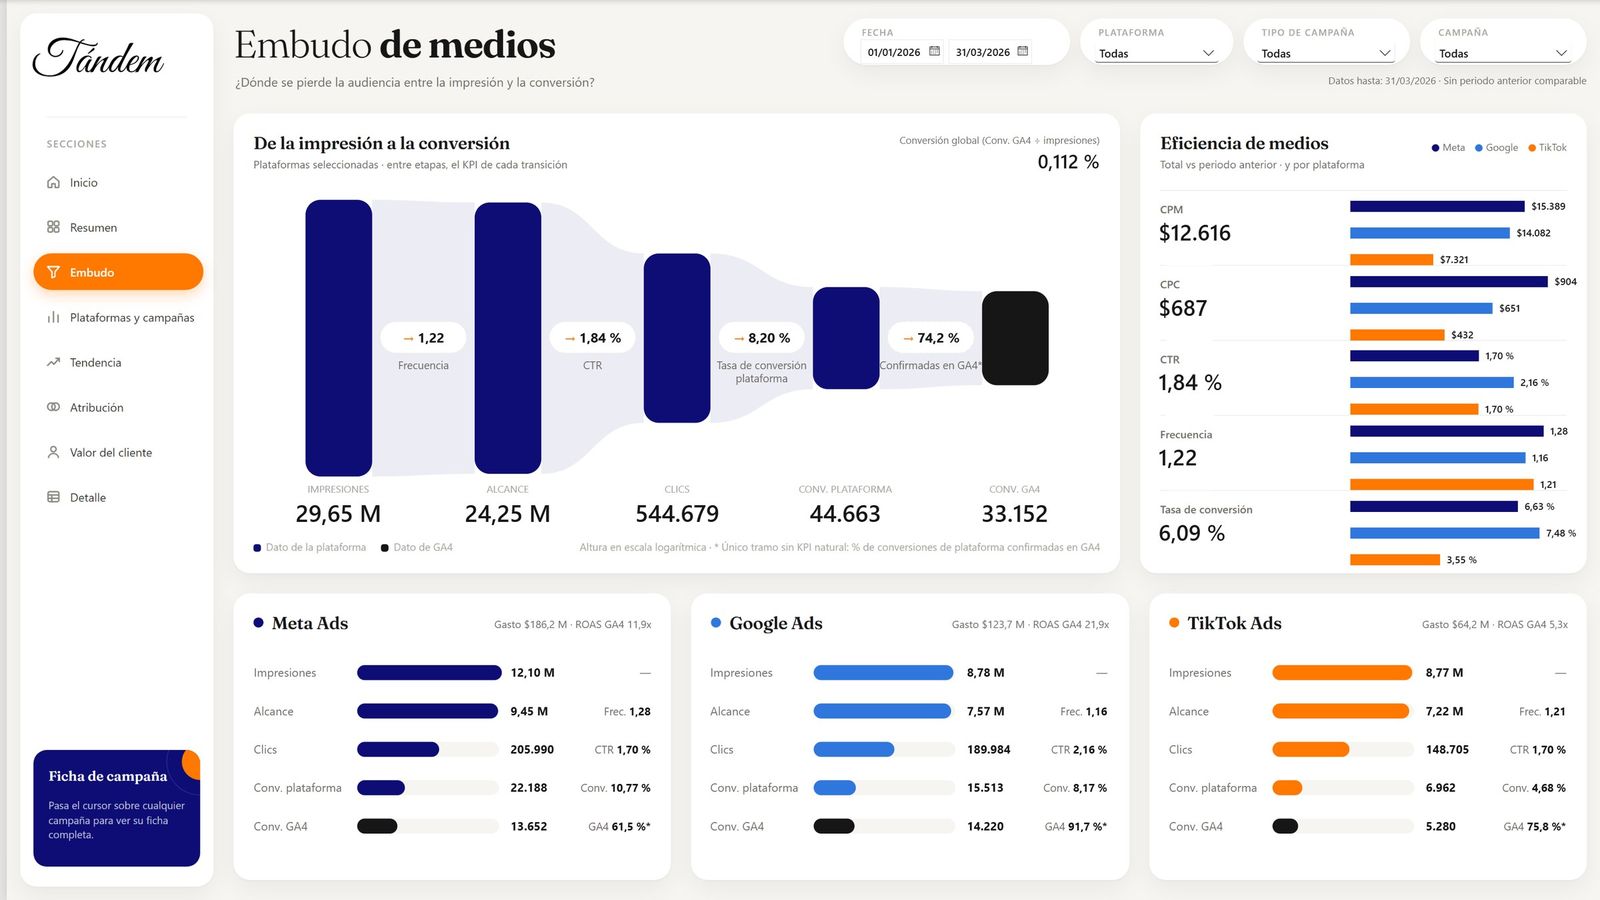 Tándem
SECCIONES
Inicio
Resumen
Embudo
Plataformas y campañas
Tendencia
Atribución
Valor del cliente
Detalle
Ficha de campaña
Pasa el cursor sobre cualquier
campaña para ver su ficha
completa.
Embudo de medios
¿Dónde se pierde la audiencia entre la impresión y la conversión?
FECHA
01/01/2026 31/03/2026
PLATAFORMA
Todas
TIPO DE CAMPAÑA
Todas
CAMPAÑA
Todas
Datos hasta: 31/03/2026 · Sin periodo anterior comparable
De la impresión a la conversión
Plataformas seleccionadas · entre etapas, el KPI de cada transición
Conversión global (Conv. GA4 ÷ impresiones)
0,112 %
→ 1,22
Frecuencia
→ 1,84 %
CTR
→ 8,20 %
Tasa de conversión
plataforma
→ 74,2 %
Confirmadas en GA4*
IMPRESIONES
29,65 M
ALCANCE
24,25 M
CLICS
544.679
CONV. PLATAFORMA
44.663
CONV. GA4
33.152
Dato de la plataforma Dato de GA4
Altura en escala logarítmica · * Único tramo sin KPI natural: % de conversiones de plataforma confirmadas en GA4
Eficiencia de medios
Meta Google TikTok
Total vs periodo anterior · y por plataforma
CPM
$12.616
$15.389
$14.082
$7.321
CPC
$687
$904
$651
$432
CTR
1,84 %
1,70 %
2,16 %
1,70 %
Frecuencia
1,22
1,28
1,16
1,21
Tasa de conversión
6,09 %
6,63 %
7,48 %
3,55 %
Meta Ads
Gasto $186,2 M · ROAS GA4 11,9x
Impresiones 12,10 M —
Alcance 9,45 M Frec. 1,28
Clics 205.990 CTR 1,70 %
Conv. plataforma 22.188 Conv. 10,77 %
Conv. GA4 13.652 GA4 61,5 %*
Google Ads
Gasto $123,7 M · ROAS GA4 21,9x
Impresiones 8,78 M —
Alcance 7,57 M Frec. 1,16
Clics 189.984 CTR 2,16 %
Conv. plataforma 15.513 Conv. 8,17 %
Conv. GA4 14.220 GA4 91,7 %*
TikTok Ads
Gasto $64,2 M · ROAS GA4 5,3x
Impresiones 8,77 M —
Alcance 7,22 M Frec. 1,21
Clics 148.705 CTR 1,70 %
Conv. plataforma 6.962 Conv. 4,68 %
Conv. GA4 5.280 GA4 75,8 %*